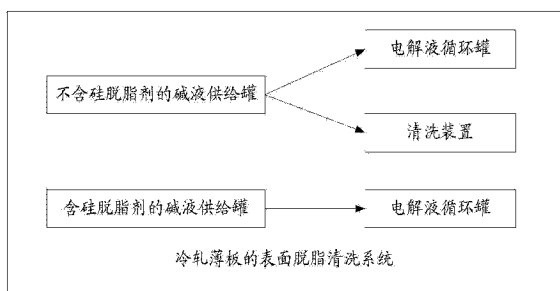 电解液循环罐
不含硅脱脂剂的碱液供给罐
清洗装置
含硅脱脂剂的碱液供给罐
电解液循环罐
冷轧薄板的表面脱脂清洗系统